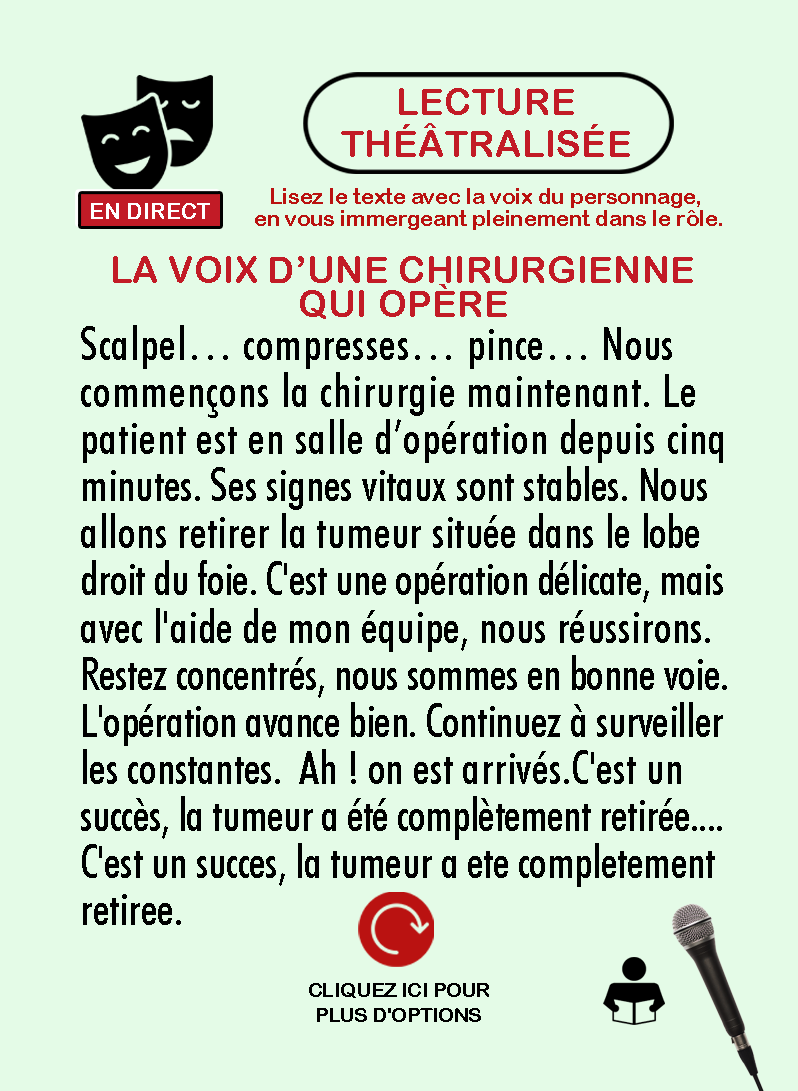 LECTURE
THÉÂTRALISÉE
EN DIRECT
Lisez le texte avec la voix du personnage,
en vous immergeant pleinement dans le rôle.
LA VOIX D’UNE CHIRURGIENNE
QUI OPÈRE
Scalpel… compresses… pince… Nous
commençons la chirurgie maintenant. Le
patient est en salle d’opération depuis cinq
minutes. Ses signes vitaux sont stables. Nous
allons retirer la tumeur située dans le lobe
droit du foie. C'est une opération délicate, mais
avec l'aide de mon équipe, nous réussirons.
Restez concentrés, nous sommes en bonne voie.
L'opération avance bien. Continuez à surveiller
les constantes.  Ah ! on est arrivés.C'est un
succès, la tumeur a été complètement retirée....
C'est un succes, la tumeur a ete completement
retiree.
CLIQUEZ ICI POUR
PLUS D'OPTIONS